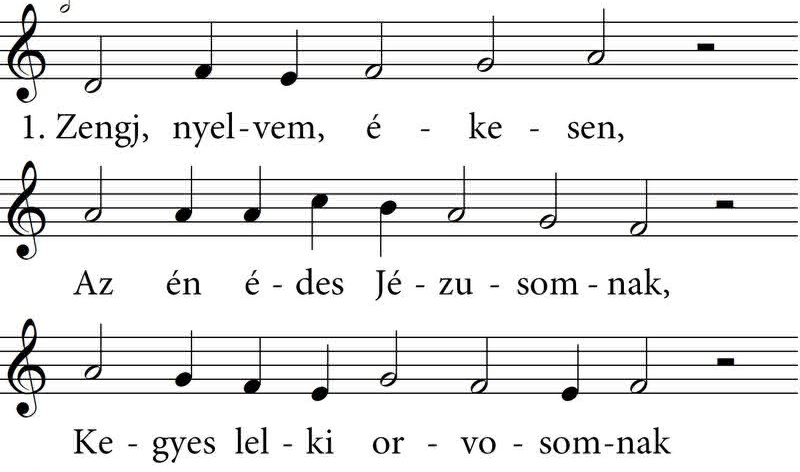 1. Zengj, nyel-vem, é - ke - sen,
Az én é - des Jé - zu - som - nak,
Ke - gyes lel - ki or - vo - som-nak